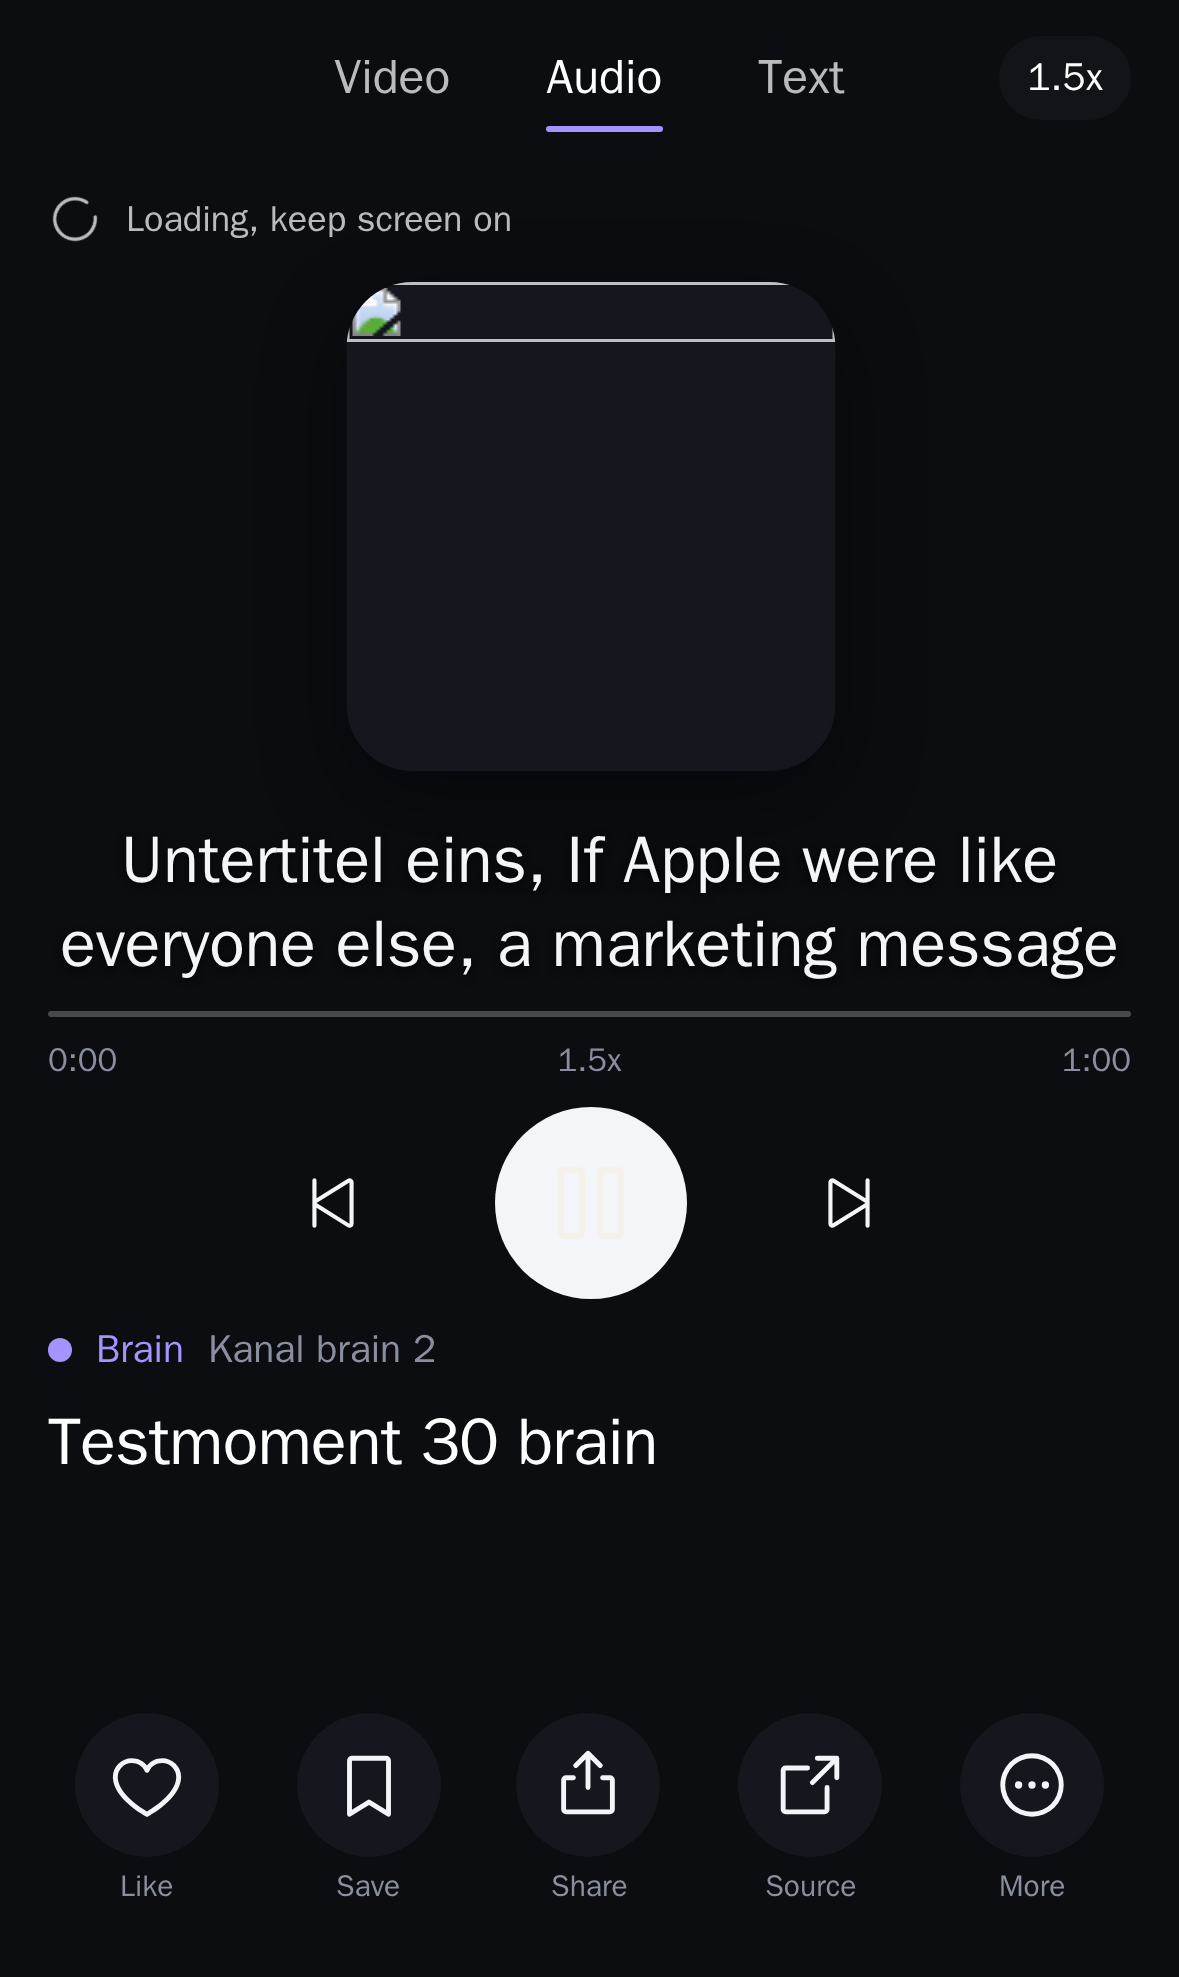 Video Audio Text 1.5x
Loading, keep screen on
Untertitel eins, If Apple were like
everyone else, a marketing message
0:00 1.5x 1:00
Brain Kanal brain 2
Testmoment 30 brain
Like Save Share Source More